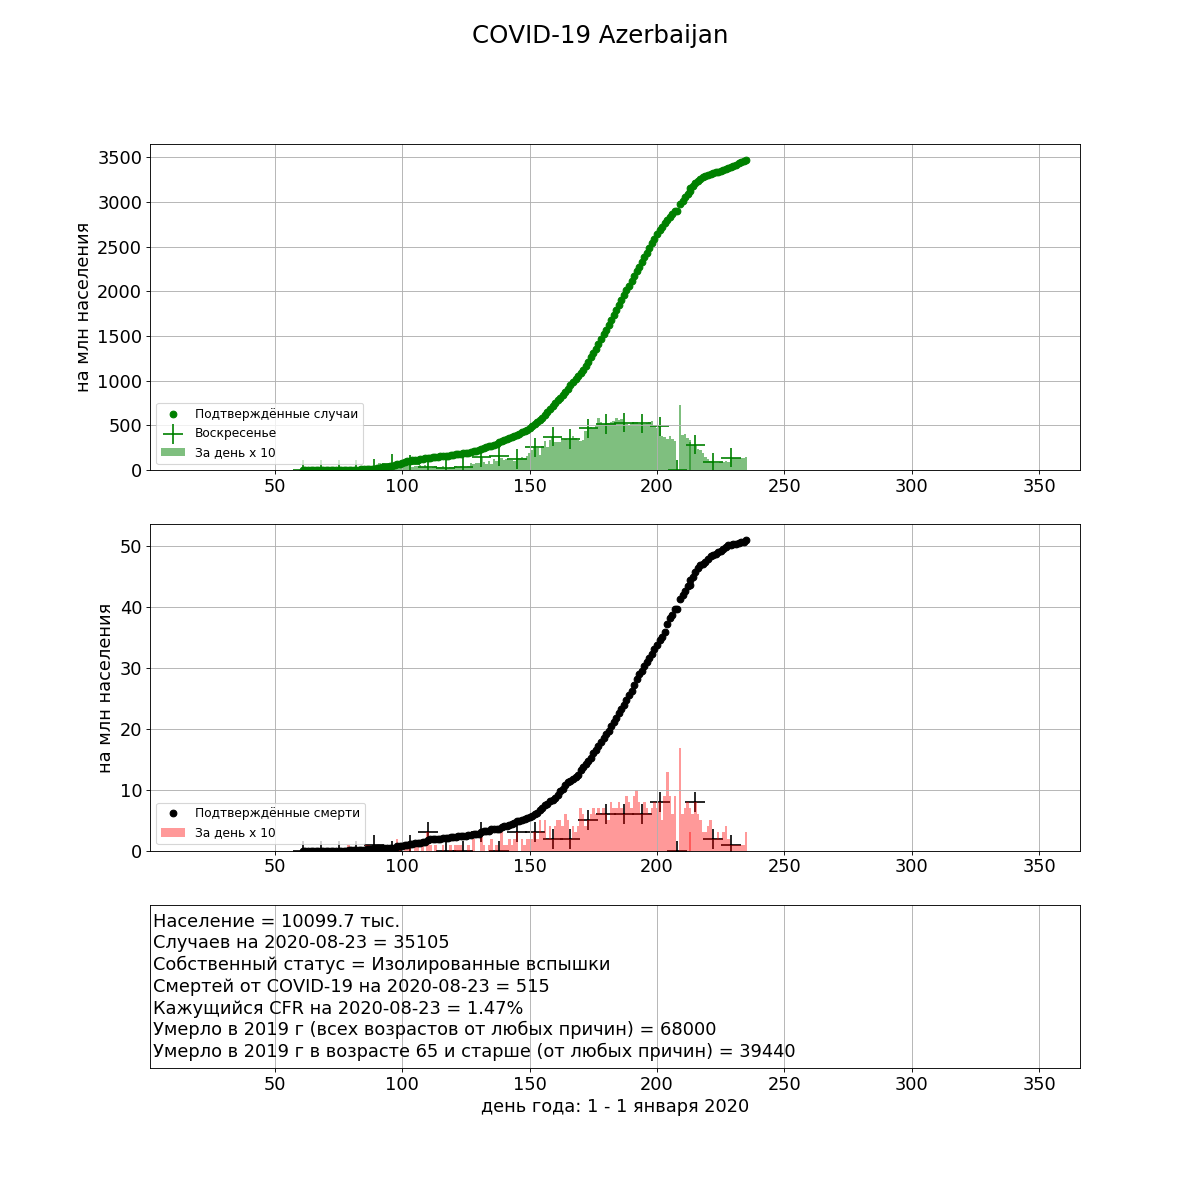 COVID-19 Azerbaijan
на млн населения
3500
3000
2500
2000
1500
1000
500
0
Подтверждённые случаи
Воскресенье
За день x 10
50 100 150 200 250 300 350
на млн населения
50
40
30
20
10
0
Подтверждённые смерти
За день x 10
50 100 150 200 250 300 350
Население = 10099.7 тыс.
Случаев на 2020-08-23 = 35105
Собственный статус = Изолированные вспышки
Смертей от COVID-19 на 2020-08-23 = 515
Кажущийся CFR на 2020-08-23 = 1.47%
Умерло в 2019 г (всех возрастов от любых причин) = 68000
Умерло в 2019 г в возрасте 65 и старше (от любых причин) = 39440
50 100 150 200 250 300 350
день года: 1 - 1 января 2020